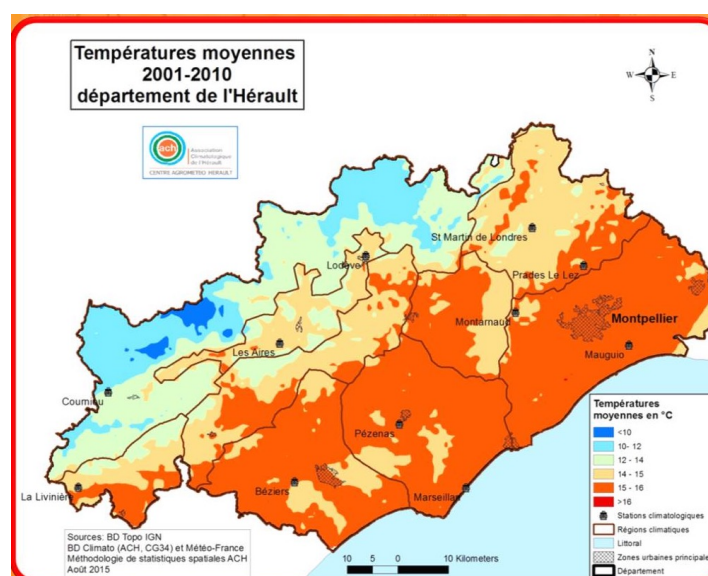 Températures moyennes
2001-2010
département de l'Hérault
N
W
E
S
ach
Association
Climatologique
de l'Hérault
CENTRE AGROMETEO HERAULT
St Martin de Londres
Lodève
Prades Le Lez
Montarnaud
Montpellier
Les Aires
Mauguio
Courniou
Pézenas
La Livinière
Béziers
Marseillan
Températures
moyennes en °C
<10
10- 12
12 - 14
14 - 15
15 - 16
>16
Stations climatologiques
Régions climatiques
Littoral
Zones urbaines principales
Département
Sources: BD Topo IGN
BD Climato (ACH, CG34) et Météo-France
Méthodologie de statistiques spatiales ACH
Août 2015
10 5 0 10 Kilometers